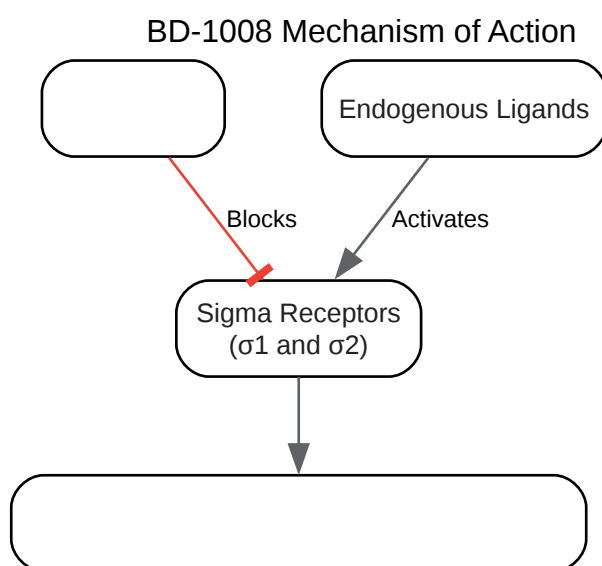 BD-1008 Mechanism of Action
Endogenous Ligands
Blocks
Activates
Sigma Receptors
(σ1 and σ2)